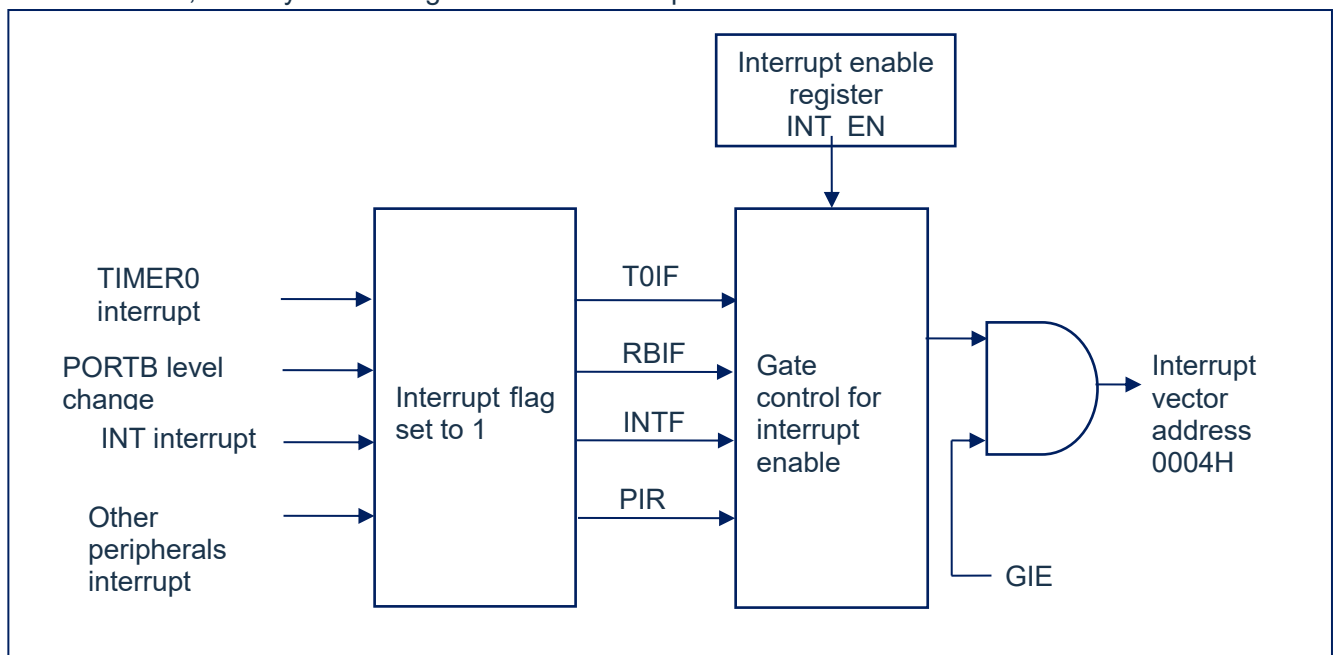 Interrupt enable
register
INT_EN
TIMER0
interrupt
PORTB level
change
INT interrupt
Other
peripherals
interrupt
Interrupt flag
set to 1
T0IF
RBIF
INTF
PIR
Gate
control for
interrupt
enable
Interrupt
vector
address
0004H
GIE